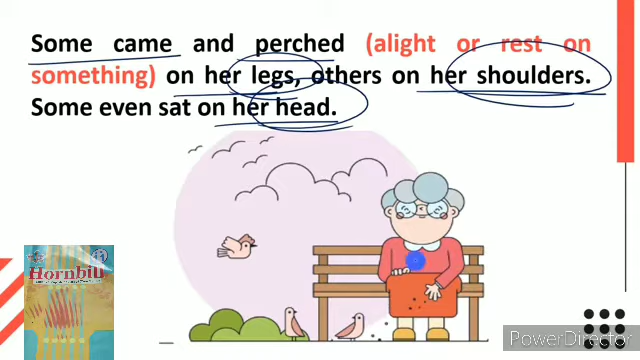 Some came and perched (alight or rest on
something) on her legs, others on her shoulders.
Some even sat on her head.
Hornbill
PowerDirector